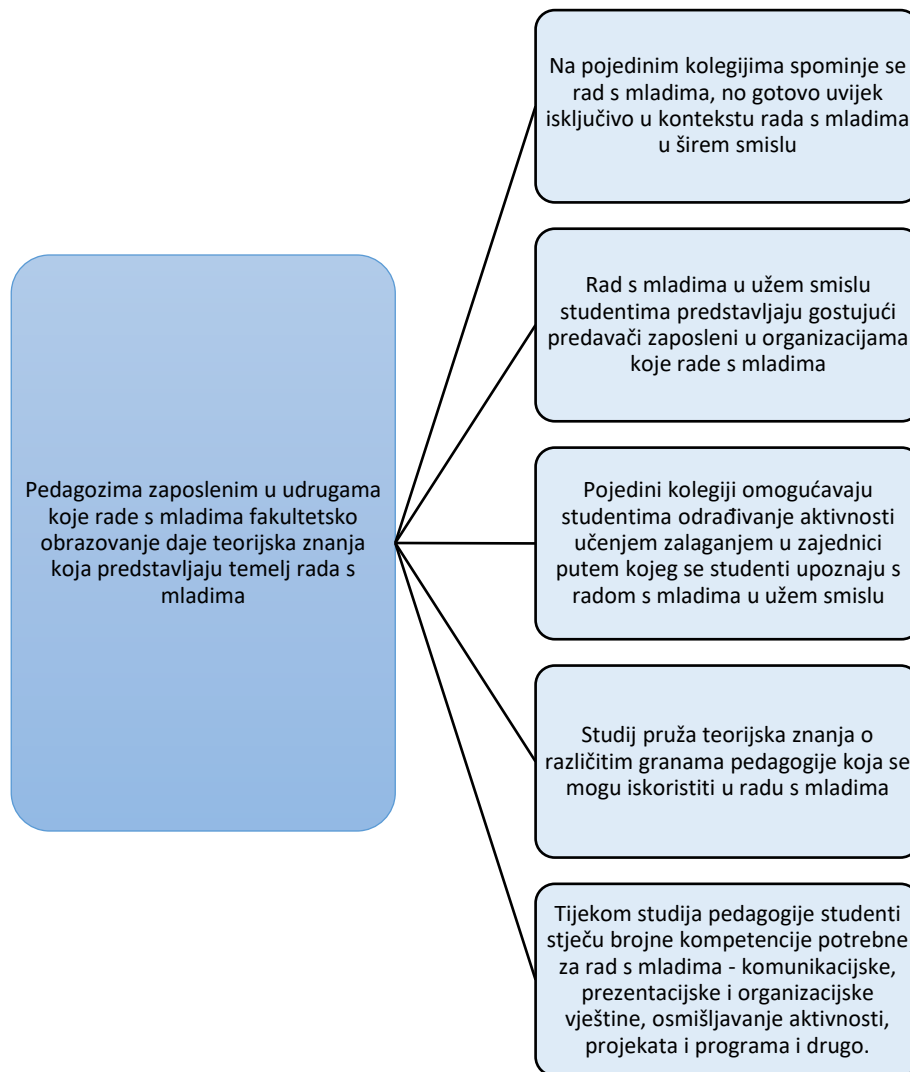 Pedagozima zaposlenim u udrugama
koje rade s mladima fakultetsko
obrazovanje daje teorijska znanja
koja predstavljaju temelj rada s
mladima
Na pojedinim kolegijima spominje se
rad s mladima, no gotovo uvijek
isključivo u kontekstu rada s mladima
u širem smislu
Rad s mladima u užem smislu
studentima predstavljaju gostujući
predavači zaposleni u organizacijama
koje rade s mladima
Pojedini kolegiji omogućavaju
studentima odrađivanje aktivnosti
učenjem zalaganjem u zajednici
putem kojeg se studenti upoznaju s
radom s mladima u užem smislu
Studij pruža teorijska znanja o
različitim granama pedagogije koja se
mogu iskoristiti u radu s mladima
Tijekom studija pedagogije studenti
stječu brojne kompetencije potrebne
za rad s mladima - komunikacijske,
prezentacijske i organizacijske
vještine, osmišljavanje aktivnosti,
projekata i programa i drugo.